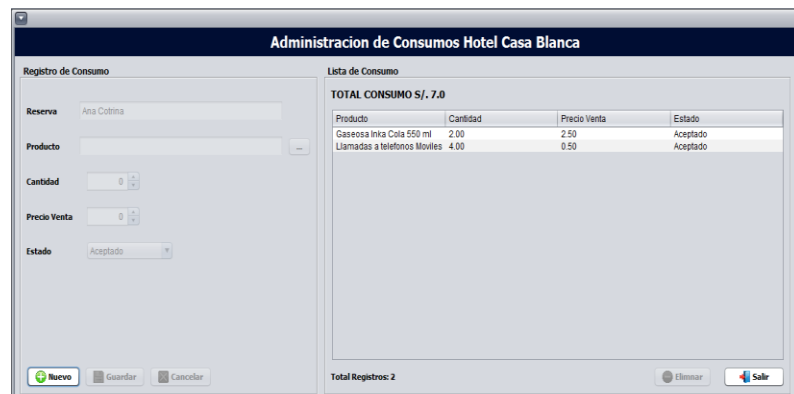 Administracion de Consumos Hotel Casa Blanca
Registro de Consumo
Reserva Ana Cotrina
Producto ...
Cantidad 0
Precio Venta 0
Estado Aceptado
Nuevo Guardar Cancelar
Lista de Consumo
TOTAL CONSUMO S/. 7.0
Producto Cantidad Precio Venta Estado
Gaseosa Inka Cola 550 ml 2.00 2.50 Aceptado
Llamadas a telefonos Moviles 4.00 0.50 Aceptado
Total Registros: 2 Elimnar Salir